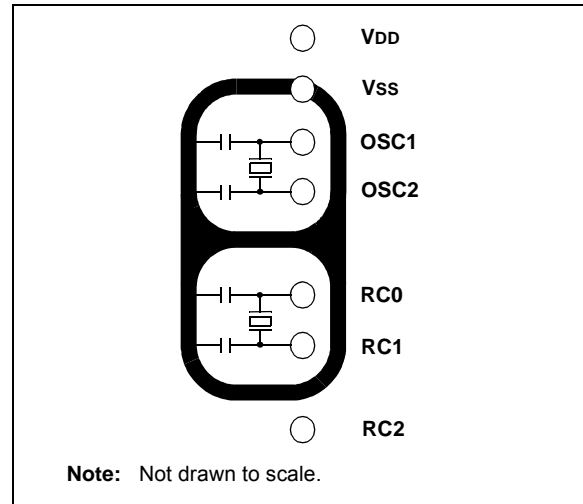 VDD
VSS
OSC1
OSC2
RC0
RC1
RC2
Note: Not drawn to scale.